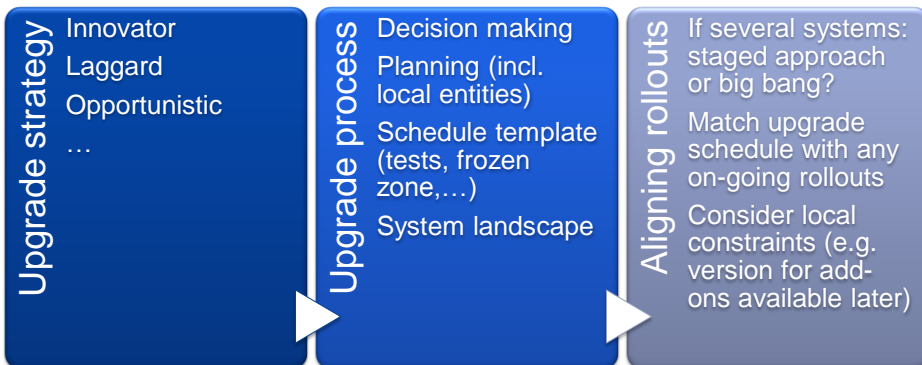 Upgrade strategy
Innovator
Laggard
Opportunistic
…
Upgrade process
Decision making
Planning (incl.
local entities)
Schedule template
(tests, frozen
zone,…)
System landscape
Aligning rollouts
If several systems:
staged approach
or big bang?
Match upgrade
schedule with any
on-going rollouts
Consider local
constraints (e.g.
version for add-
ons available later)